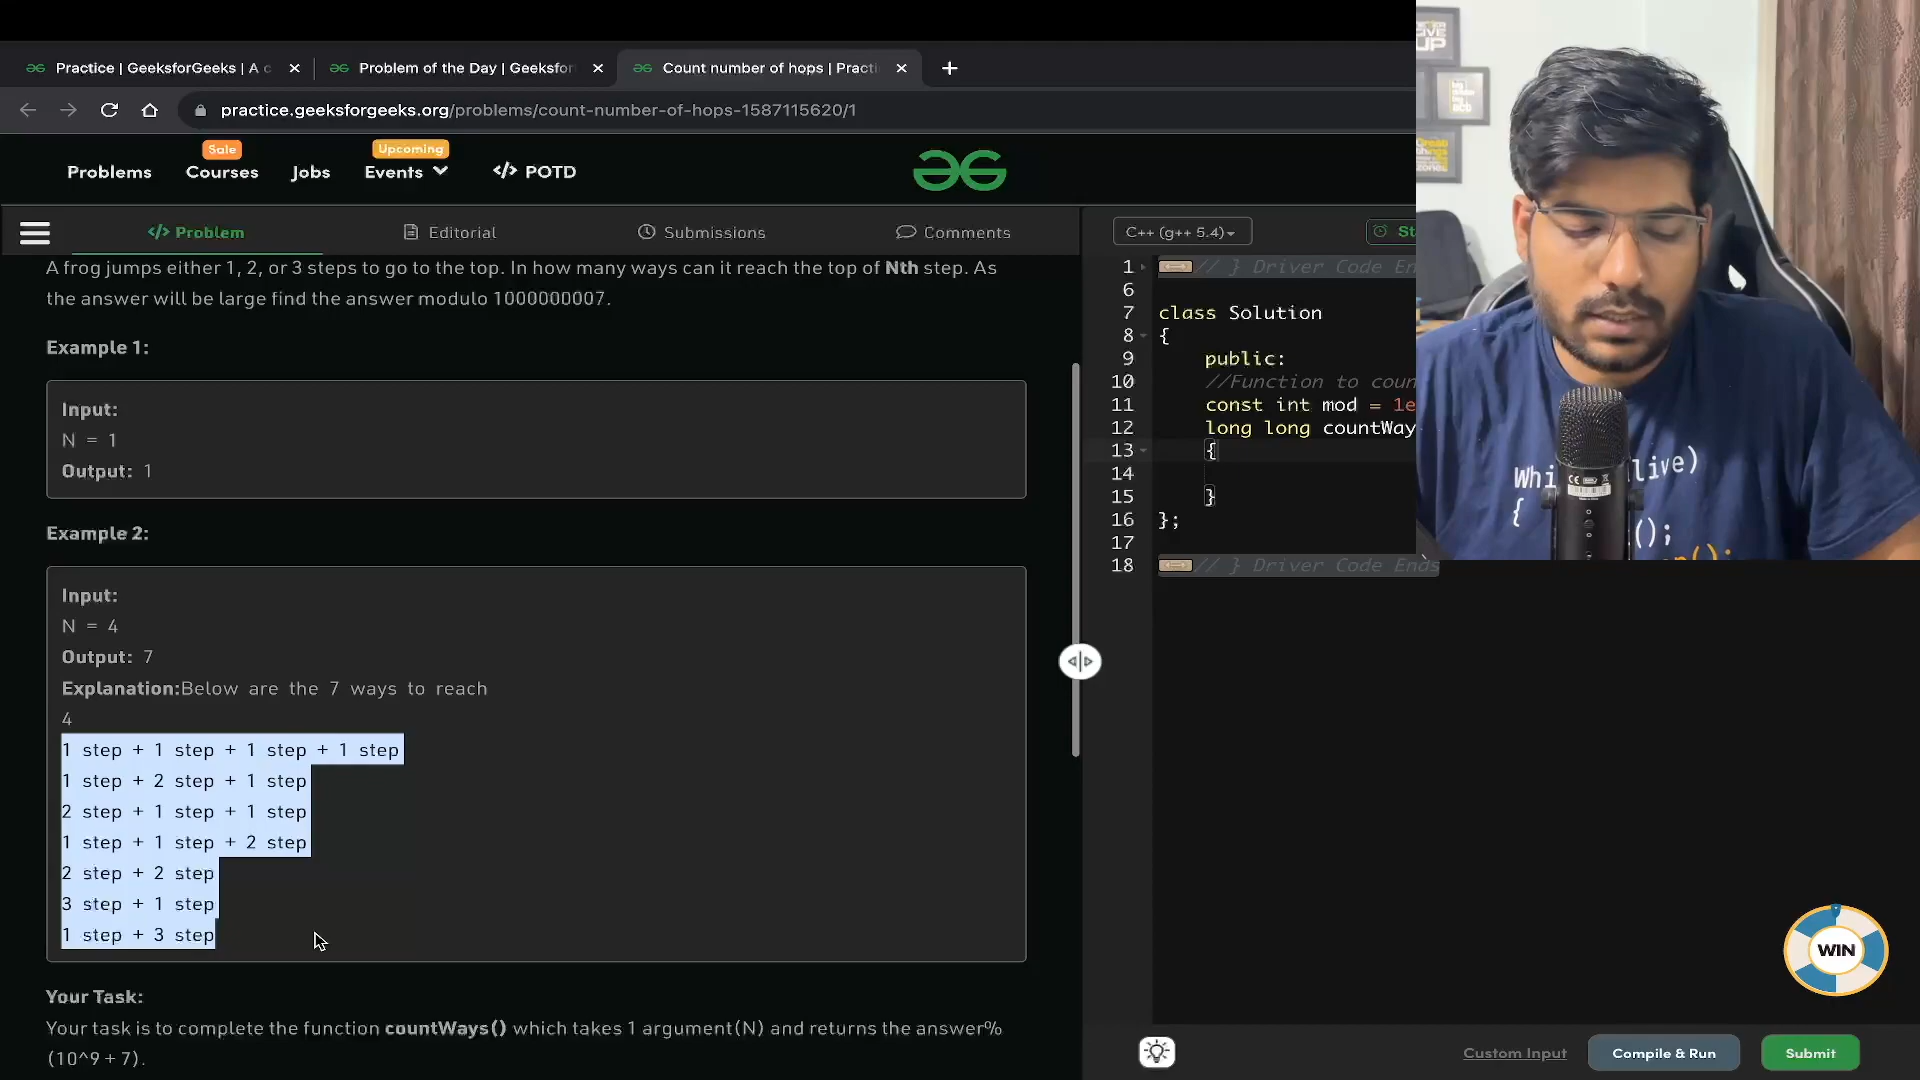 Practice | GeeksforGeeks | A c
Problem of the Day | Geeksfor
Count number of hops | Practi
practice.geeksforgeeks.org/problems/count-number-of-hops-1587115620/1
Sale
Upcoming
Problems
Courses
Jobs
Events
</> POTD
</> Problem
Editorial
Submissions
Comments
A frog jumps either 1, 2, or 3 steps to go to the top. In how many ways can it reach the top of Nth step. As
the answer will be large find the answer modulo 1000000007.
Example 1:
Input:
N = 1
Output: 1
Example 2:
Input:
N = 4
Output: 7
Explanation:Below are the 7 ways to reach
4
1 step + 1 step + 1 step + 1 step
1 step + 2 step + 1 step
2 step + 1 step + 1 step
1 step + 1 step + 2 step
2 step + 2 step
3 step + 1 step
1 step + 3 step
Your Task:
Your task is to complete the function countWays() which takes 1 argument(N) and returns the answer%
(10^9 + 7).
C++ (g++ 5.4)
St
1 // } Driver Code En
6
7 class Solution
8 {
9 public:
10 //Function to coun
11 const int mod = 1e
12 long long countWay
13 {
14
15 }
16 };
17
18 // } Driver Code Ends
Whi live)
{
();
WIN
Custom Input
Compile & Run
Submit